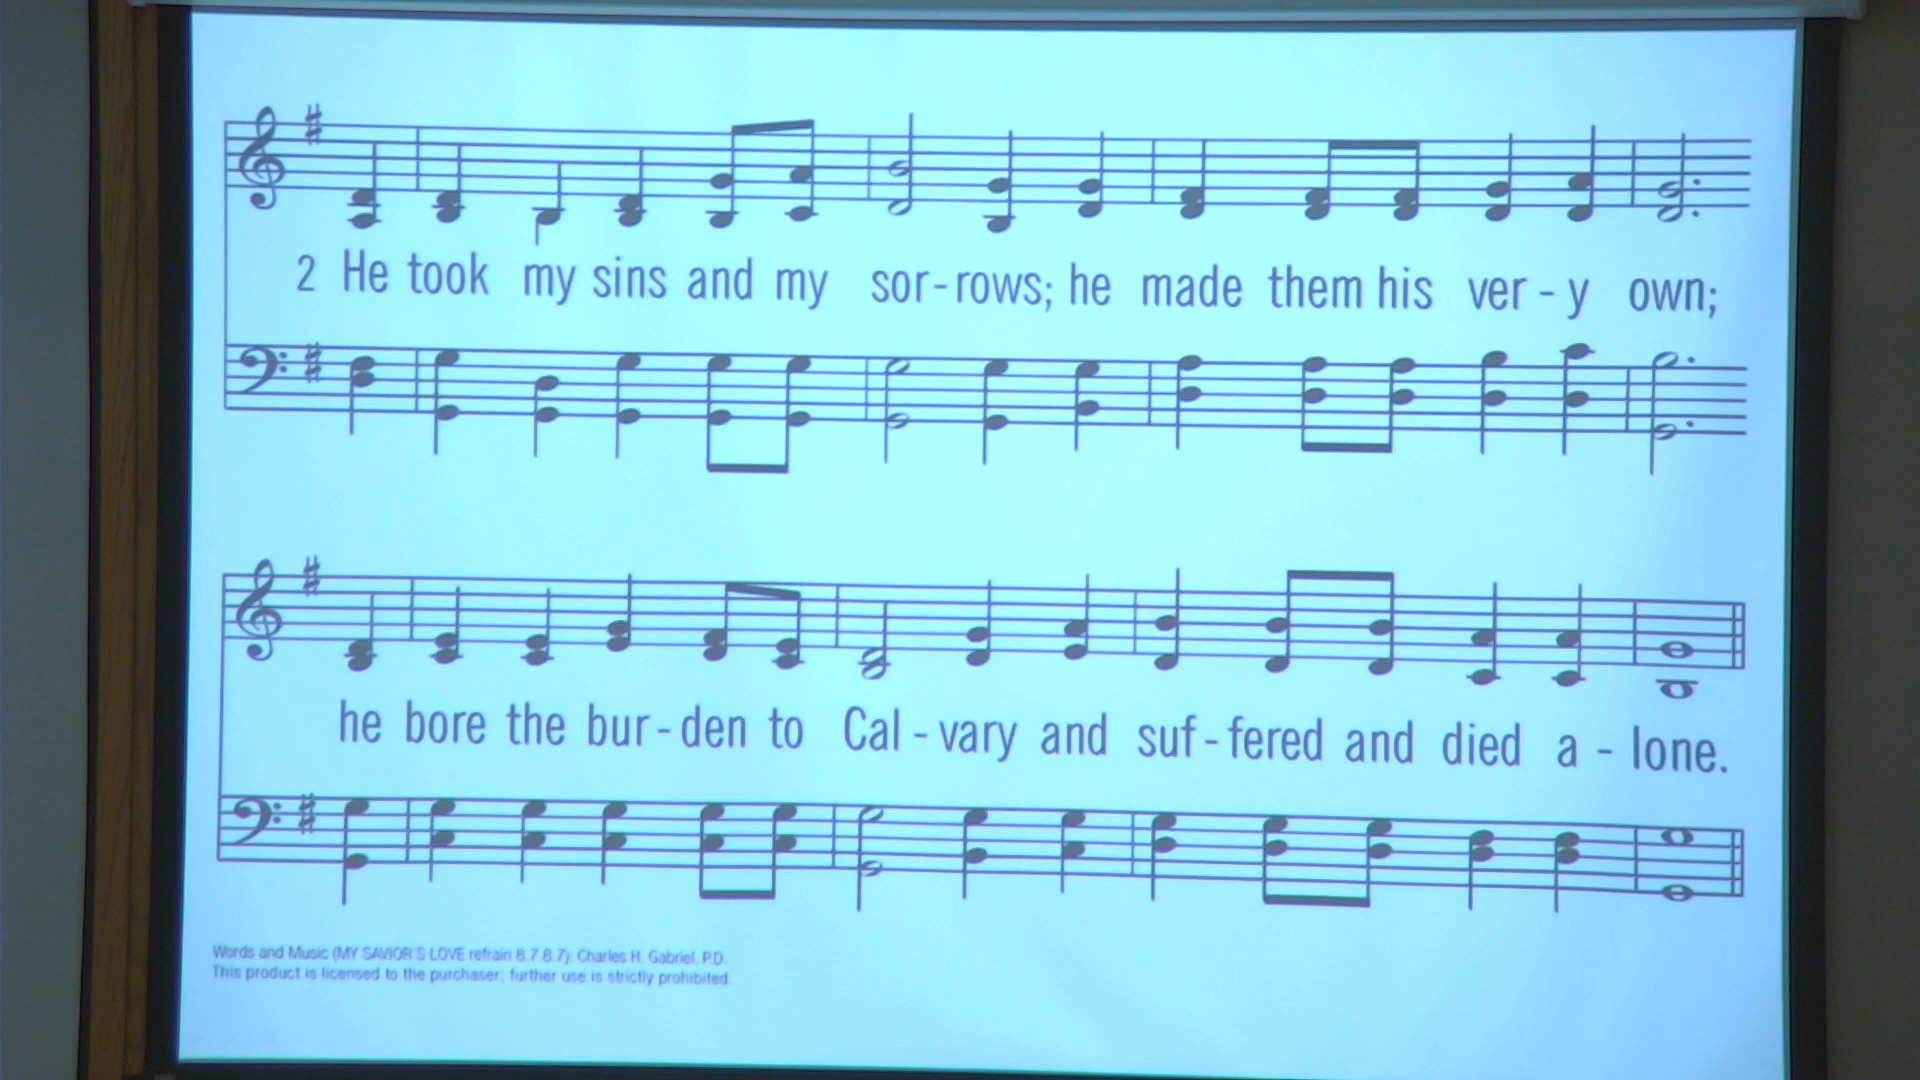 2 He took my sins and my sor-rows; he made them his ver-y own;
he bore the bur-den to Cal-vary and suf-fered and died a-lone.
Words and Music (MY SAVIOR'S LOVE refrain 8.7.8.7): Charles H. Gabriel, P.D.
This product is licensed to the purchaser; further use is strictly prohibited.